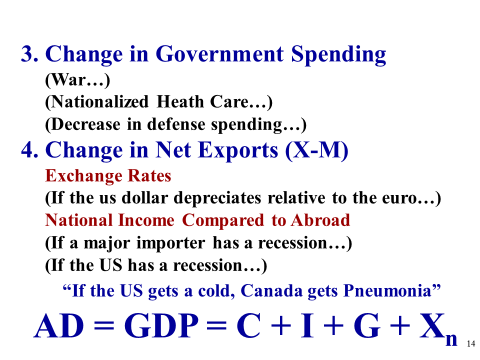 3. Change in Government Spending
(War…)
(Nationalized Heath Care…)
(Decrease in defense spending…)
4. Change in Net Exports (X-M)
Exchange Rates
(If the us dollar depreciates relative to the euro…)
National Income Compared to Abroad
(If a major importer has a recession…)
(If the US has a recession…)
“If the US gets a cold, Canada gets Pneumonia”
AD = GDP = C + I + G + Xn
14